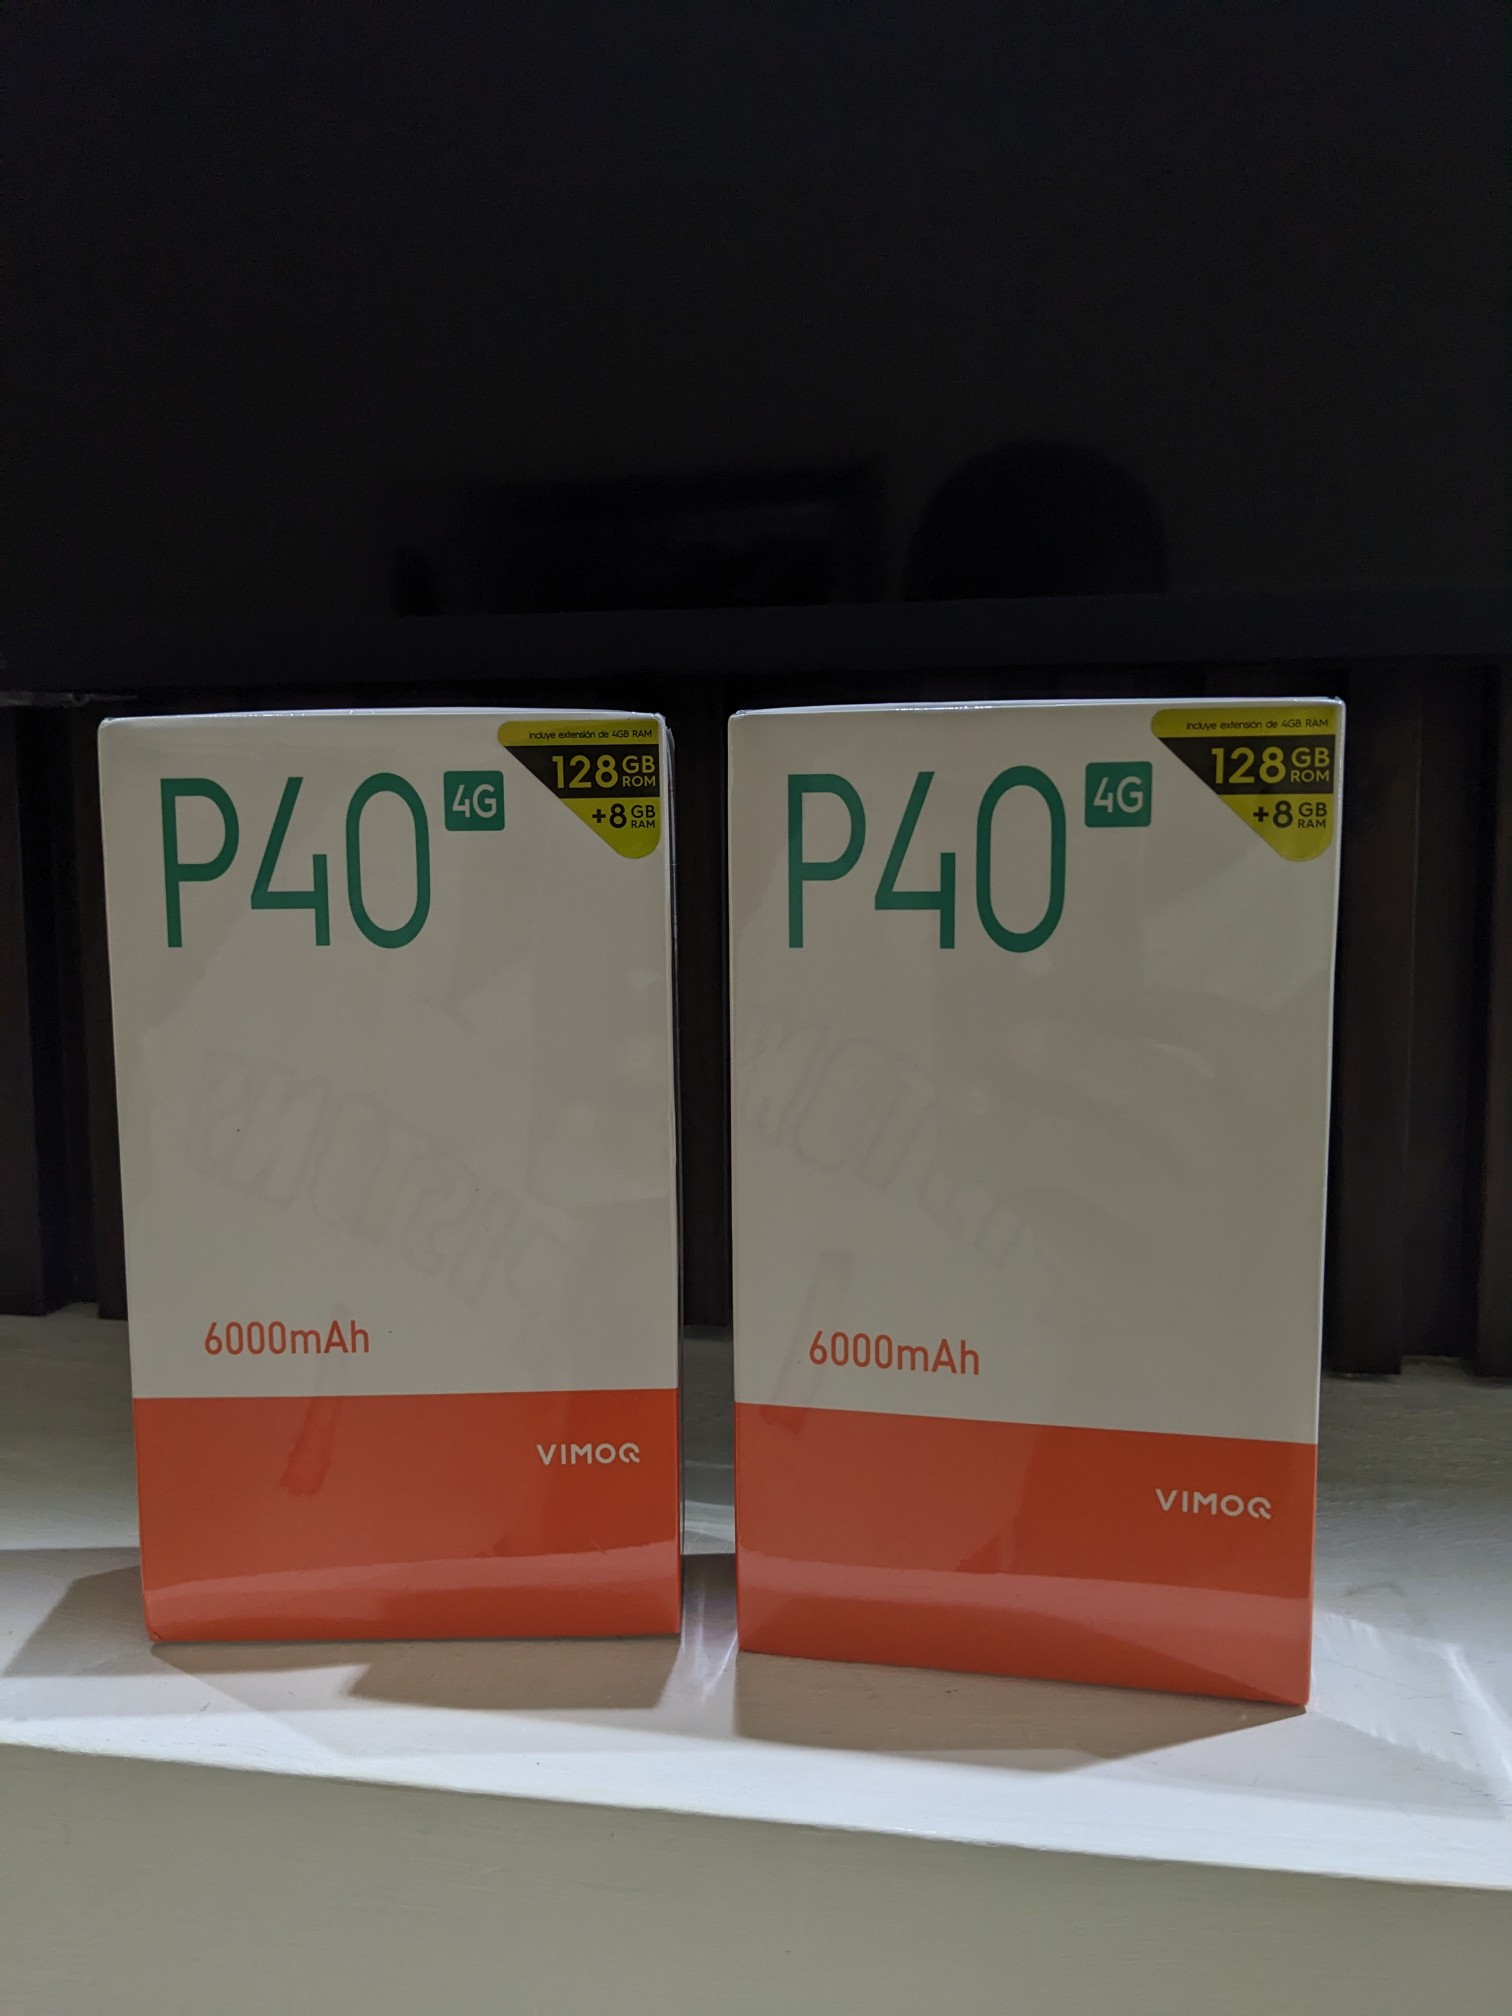 Incluye extensión de 4GB RAM
128 GB ROM
+8 GB RAM
P40 4G
6000mAh
VIMOQ
Incluye extensión de 4GB RAM
128 GB ROM
+8 GB RAM
P40 4G
6000mAh
VIMOQ